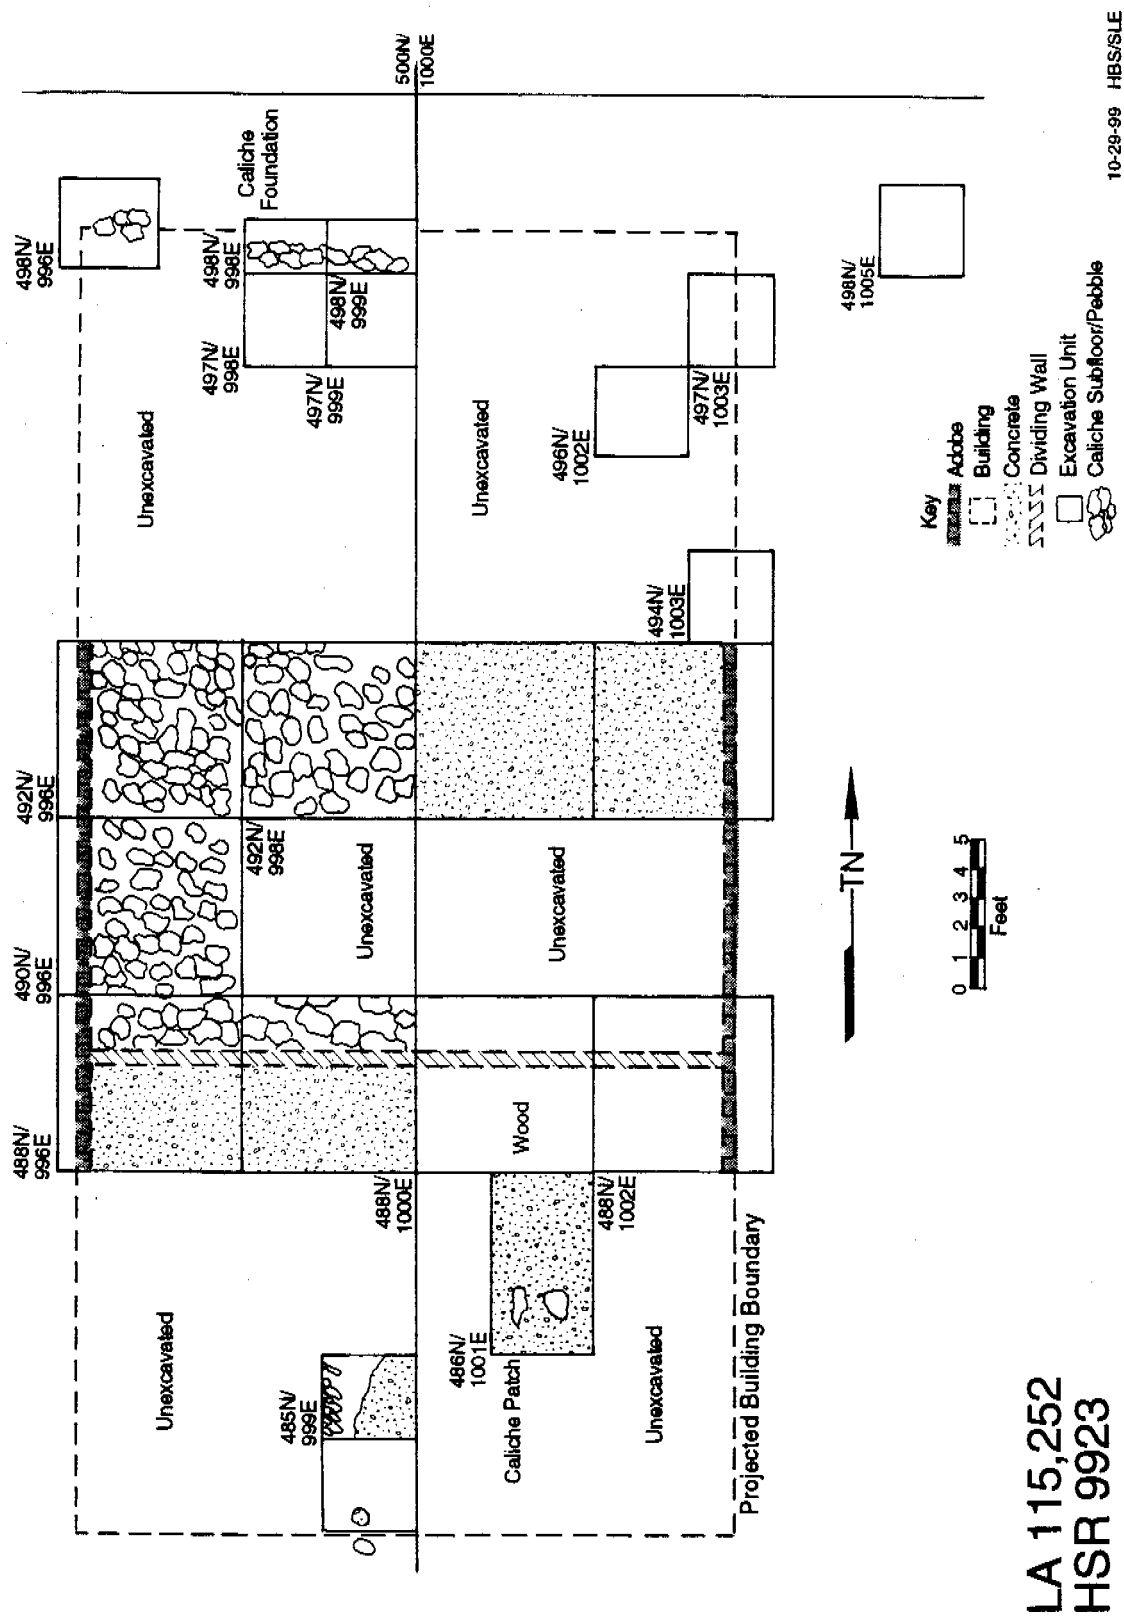 500N/
1000E
Caliche
Foundation
498N/
996E
498N/
998E
498N/
999E
497N/
998E
497N/
999E
Unexcavated
Unexcavated
496N/
1002E
497N/
1003E
498N/
1005E
494N/
1003E
492N/
996E
492N/
998E
Unexcavated
Unexcavated
490N/
996E
488N/
996E
Wood
488N/
1000E
488N/
1002E
486N/
1001E
Caliche Patch
485N/
999E
Unexcavated
Unexcavated
Projected Building Boundary
TN
0 1 2 3 4 5
Feet
Key
Adobe
Building
Concrete
Dividing Wall
Excavation Unit
Caliche Subfloor/Pebble
10-29-99 HBS/SLE
LA 115,252
HSR 9923